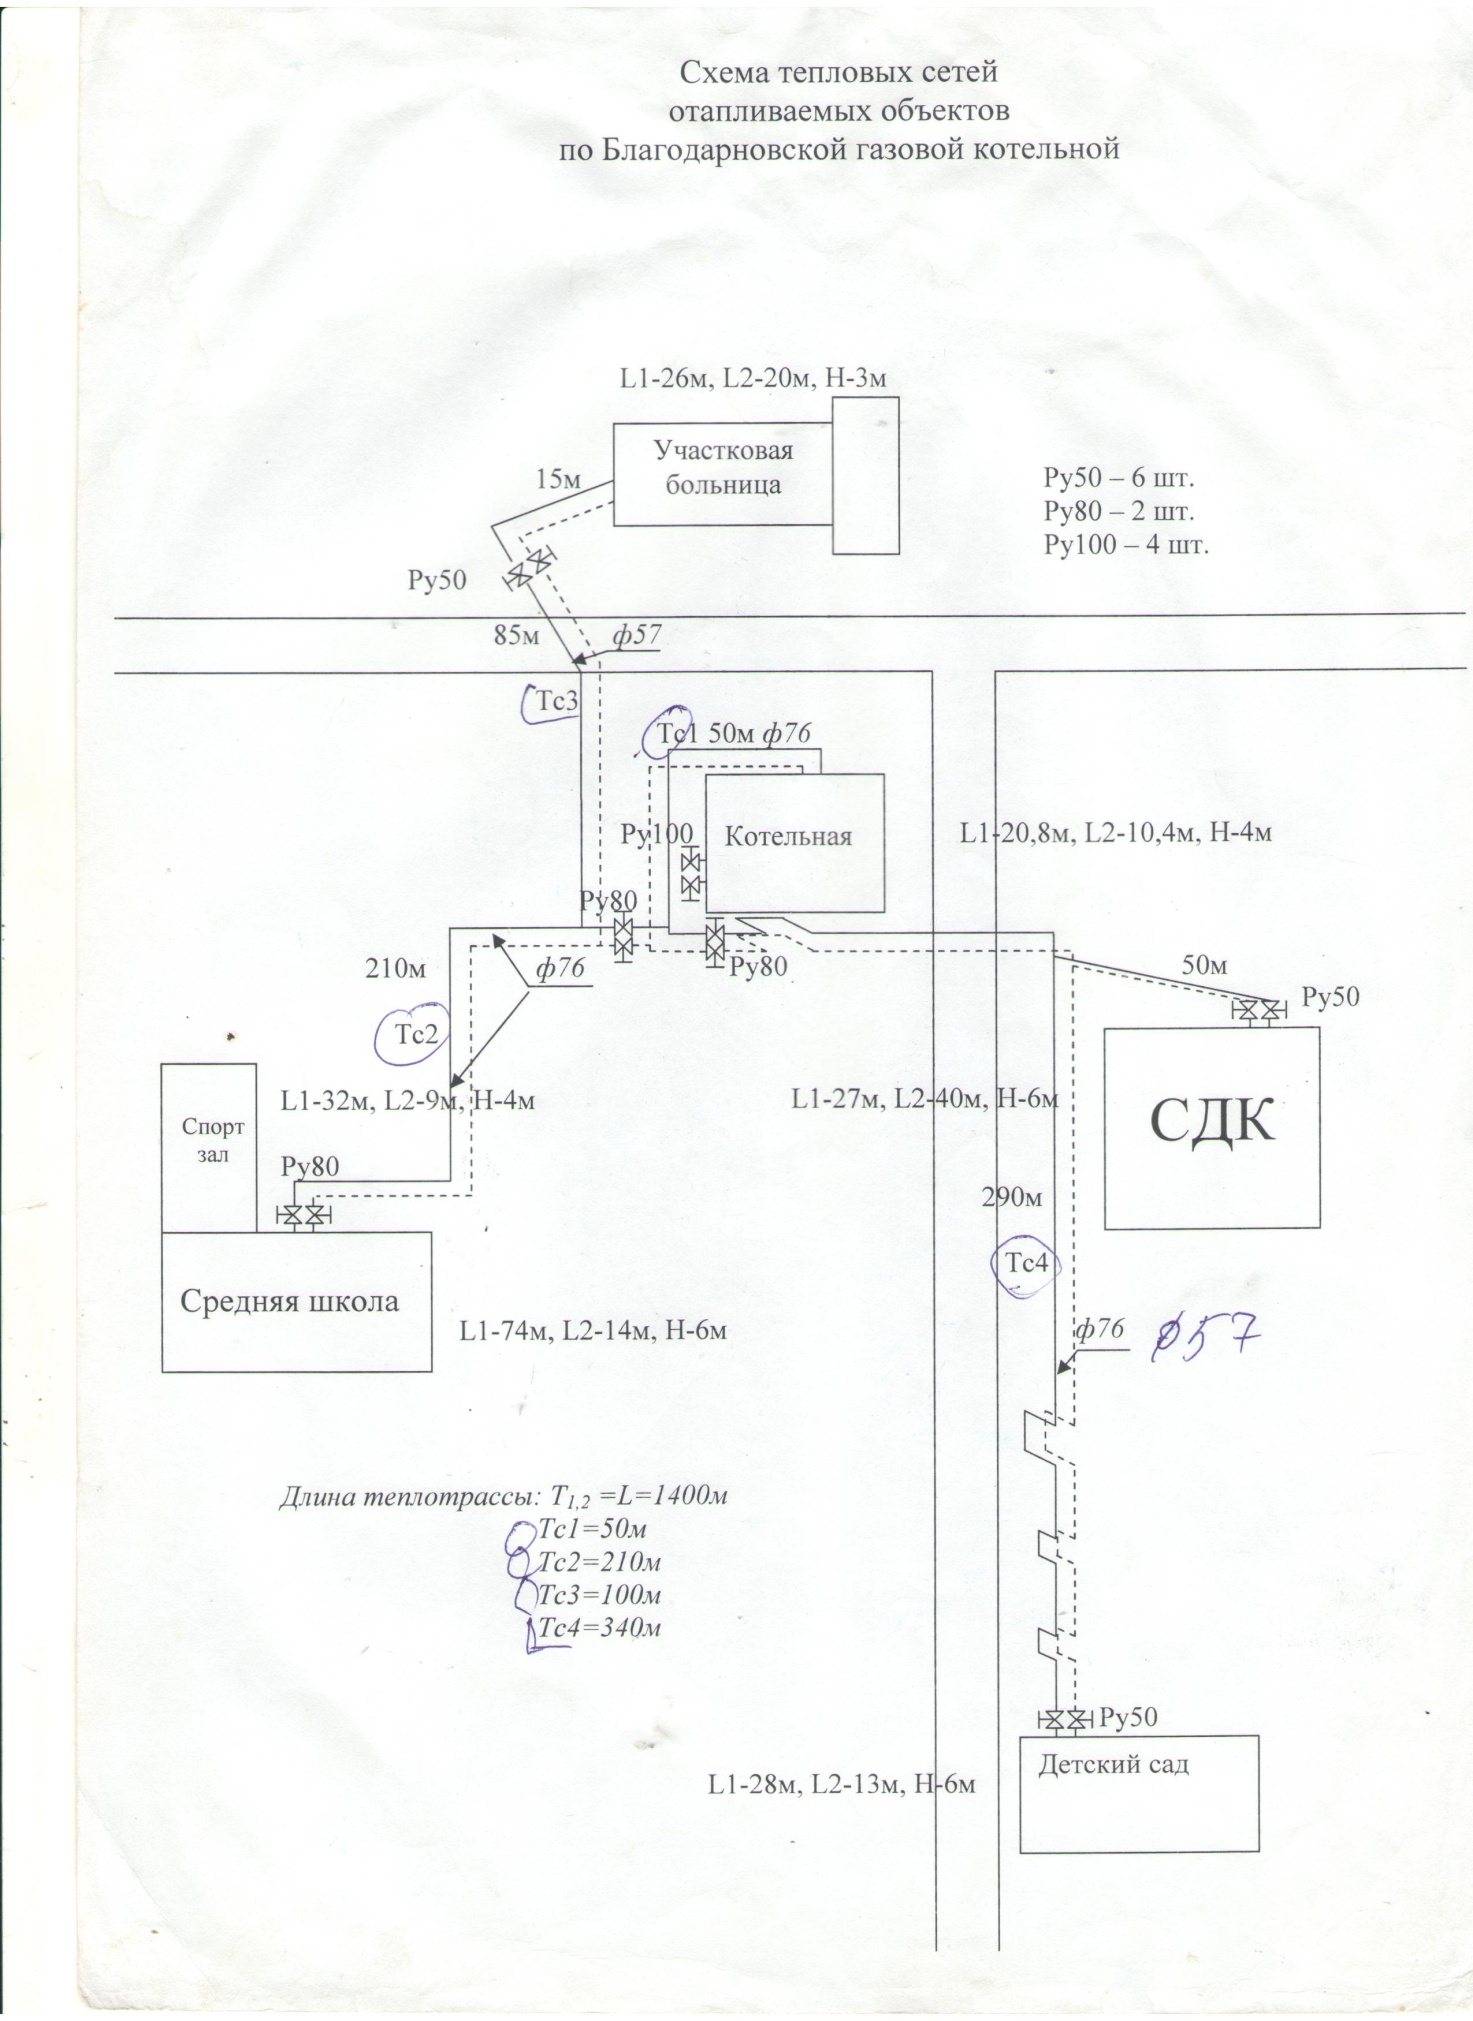 Схема тепловых сетей
отапливаемых объектов
по Благодарновской газовой котельной
L1-26м, L2-20м, Н-3м
Участковая
больница
15м
Ру50 – 6 шт.
Ру80 – 2 шт.
Ру100 – 4 шт.
Ру50
85м
ф57
Тс3
Тс1 50м ф76
Ру100
Котельная
L1-20,8м, L2-10,4м, Н-4м
Ру80
Ру80
210м
ф76
50м
Ру50
Тс2
L1-32м, L2-9м, Н-4м
L1-27м, L2-40м, Н-6м
СДК
Спорт
зал
Ру80
290м
Тс4
Средняя школа
L1-74м, L2-14м, Н-6м
ф76 ø57
Длина теплотрассы: Т1,2 =L=1400м
Тс1=50м
Тс2=210м
Тс3=100м
Тс4=340м
Ру50
Детский сад
L1-28м, L2-13м, Н-6м